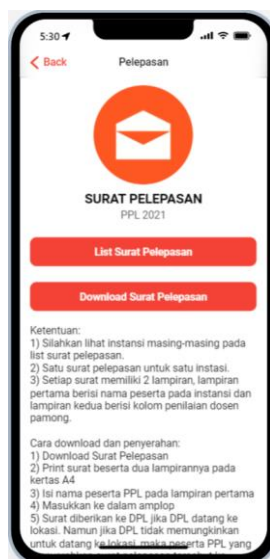 5:30
Back
Pelepasan
SURAT PELEPASAN
PPL 2021
List Surat Pelepasan
Download Surat Pelepasan
Ketentuan:
1) Silahkan lihat instansi masing-masing pada
list surat pelepasan.
2) Satu surat pelepasan untuk satu instasi.
3) Setiap surat memiliki 2 lampiran, lampiran
pertama berisi nama peserta pada instansi dan
lampiran kedua berisi kolom penilaian dosen
pamong.
Cara download dan penyerahan:
1) Download Surat Pelepasan
2) Print surat beserta dua lampirannya pada
kertas A4
3) Isi nama peserta PPL pada lampiran pertama
4) Masukkan ke dalam amplop
5) Surat diberikan ke DPL jika DPL datang ke
lokasi. Namun jika DPL tidak memungkinkan
untuk datang ke lokasi, maka peserta PPL yang